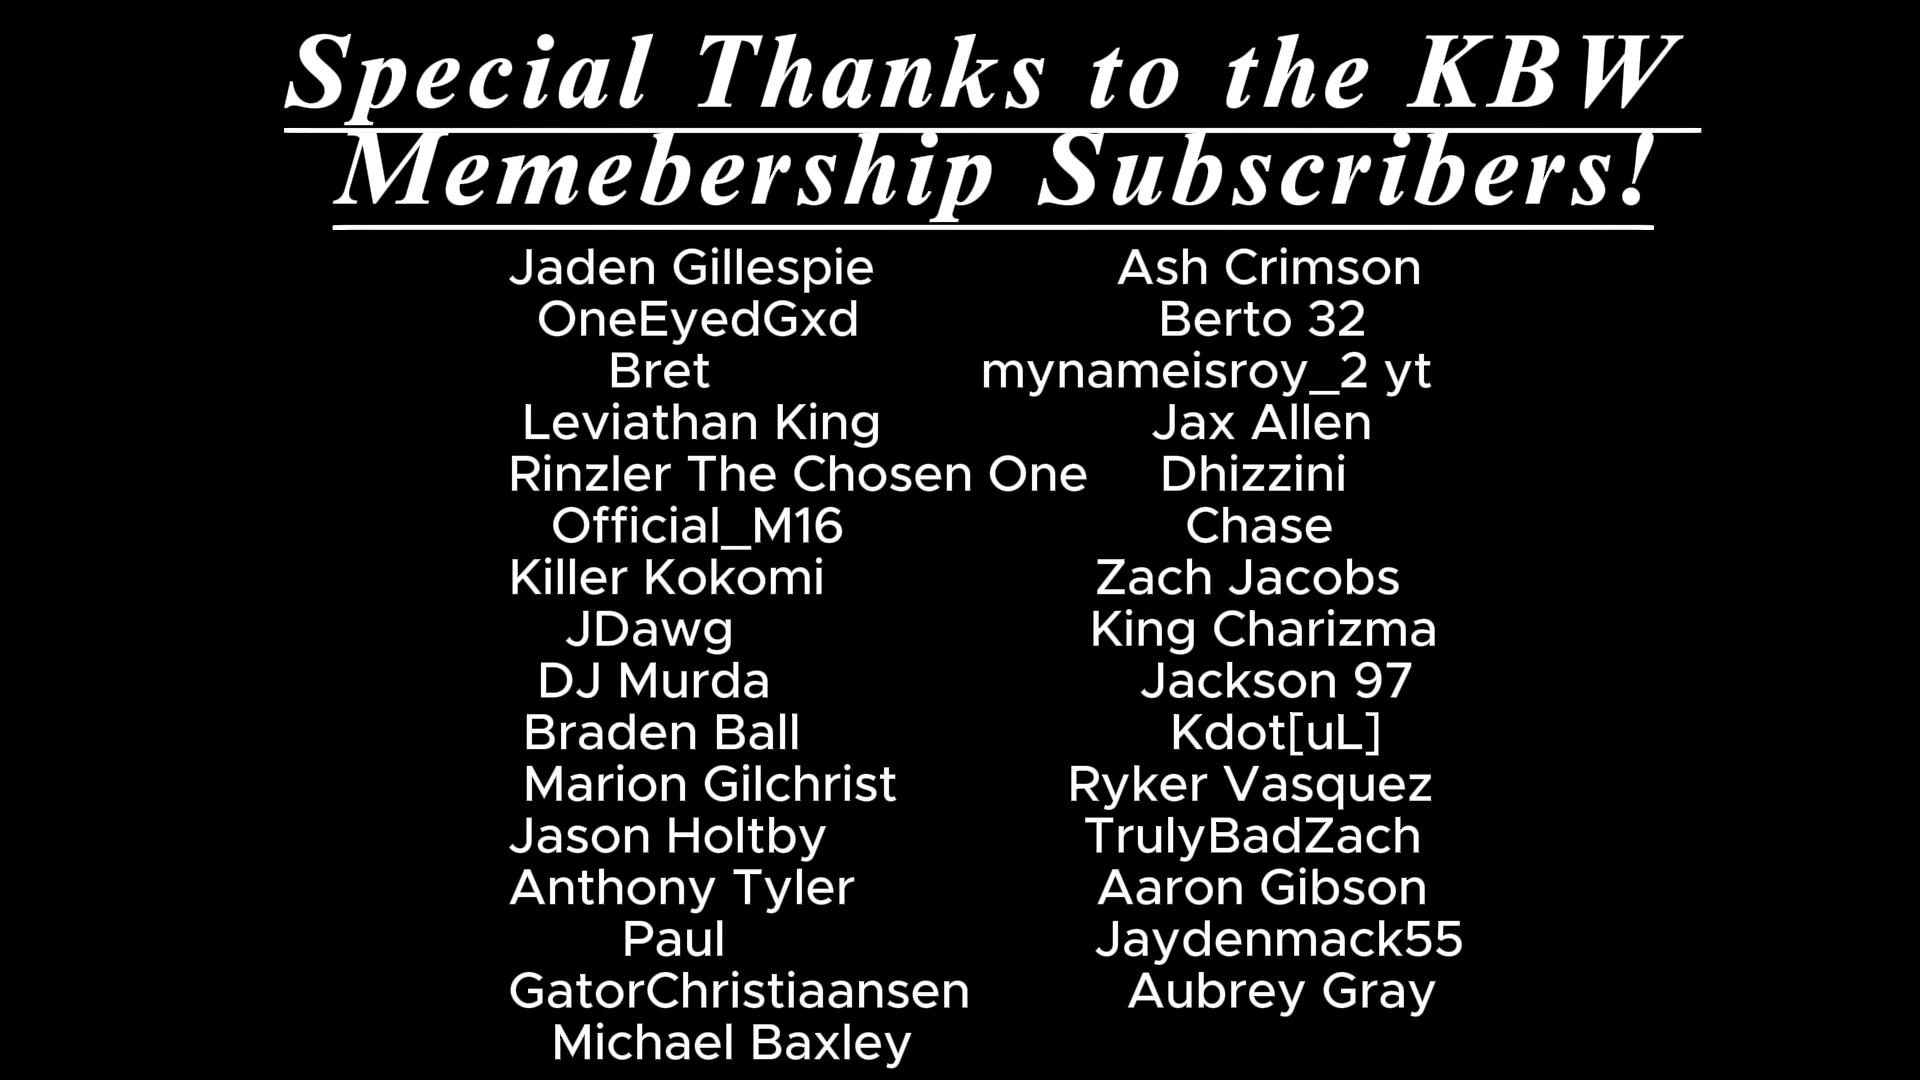 Special Thanks to the KBW
Memebership Subscribers!
Jaden Gillespie Ash Crimson
OneEyedGxd Berto 32
Bret mynameisroy_2 yt
Leviathan King Jax Allen
Rinzler The Chosen One Dhizzini
Official_M16 Chase
Killer Kokomi Zach Jacobs
JDawg King Charizma
DJ Murda Jackson 97
Braden Ball Kdot[uL]
Marion Gilchrist Ryker Vasquez
Jason Holtby TrulyBadZach
Anthony Tyler Aaron Gibson
Paul Jaydenmack55
GatorChristiaansen Aubrey Gray
Michael Baxley